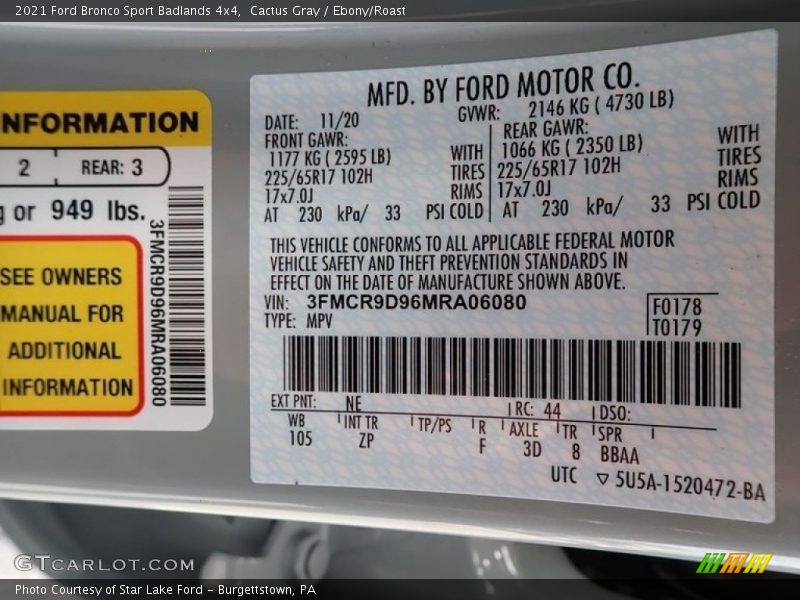 2021 Ford Bronco Sport Badlands 4x4,  Cactus Gray / Ebony/Roast
NFORMATION
2 REAR: 3
g or 949 lbs.
SEE OWNERS
MANUAL FOR
ADDITIONAL
INFORMATION
3FMCR9D96MRA06080
MFD. BY FORD MOTOR CO.
DATE: 11/20 GVWR: 2146 KG ( 4730 LB)
FRONT GAWR: REAR GAWR:
1177 KG ( 2595 LB) WITH 1066 KG ( 2350 LB) WITH
225/65R17 102H TIRES 225/65R17 102H TIRES
17x7.0J RIMS 17x7.0J RIMS
AT 230 kPa/ 33 PSI COLD AT 230 kPa/ 33 PSI COLD
THIS VEHICLE CONFORMS TO ALL APPLICABLE FEDERAL MOTOR
VEHICLE SAFETY AND THEFT PREVENTION STANDARDS IN
EFFECT ON THE DATE OF MANUFACTURE SHOWN ABOVE.
VIN: 3FMCR9D96MRA06080 F0178
TYPE: MPV T0179
EXT PNT: NE RC: 44 DSO:
WB INT TR TP/PS R AXLE TR SPR
105 ZP F 3D 8 BBAA
UTC ▽ 5U5A-1520472-BA
GTCARLOT.COM
Photo Courtesy of Star Lake Ford - Burgettstown, PA